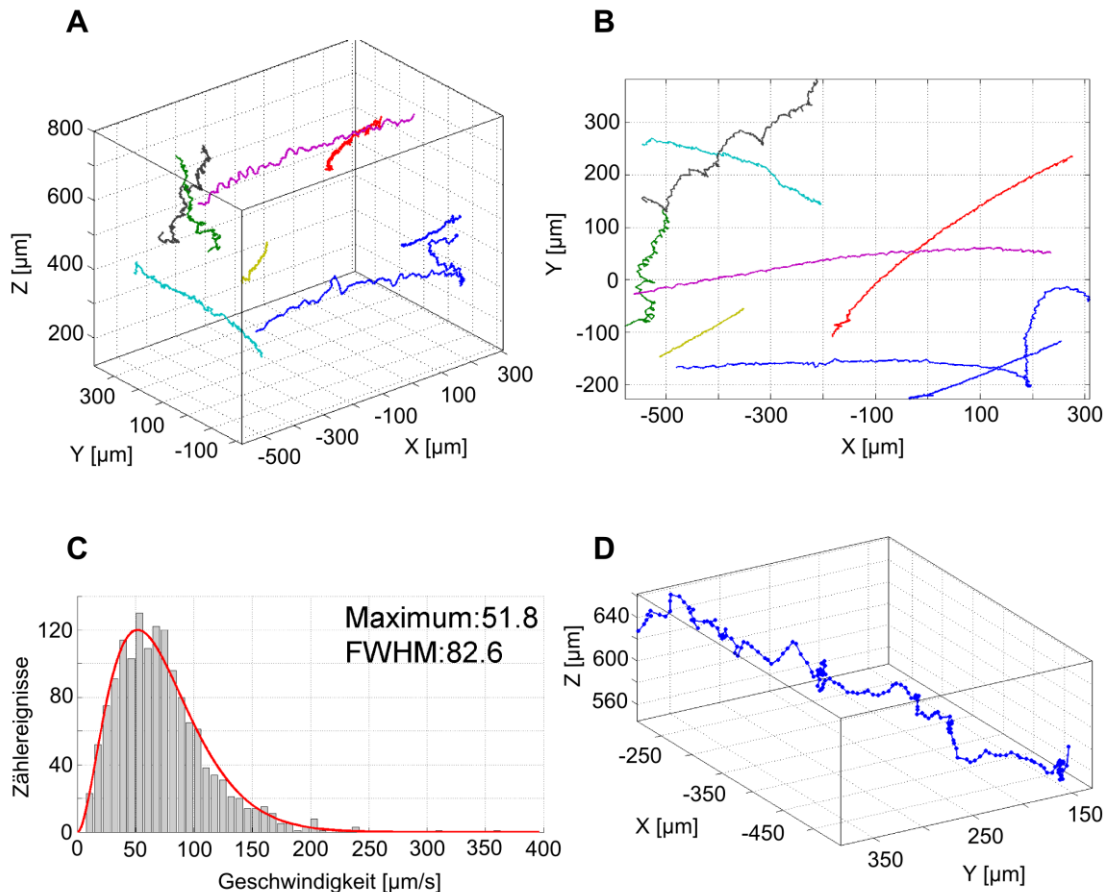 A
800
600
400
200
Z [µm]
300
100
-100
Y [µm]
-500
-300
-100
100
300
X [µm]
B
300
200
100
0
-100
-200
Y [µm]
-500
-300
-100
100
300
X [µm]
C
Maximum:51.8
FWHM:82.6
120
80
40
0
Zählereignisse
0
50
100
150
200
250
300
350
400
Geschwindigkeit [µm/s]
D
640
600
560
Z [µm]
-250
-350
-450
X [µm]
350
250
150
Y [µm]